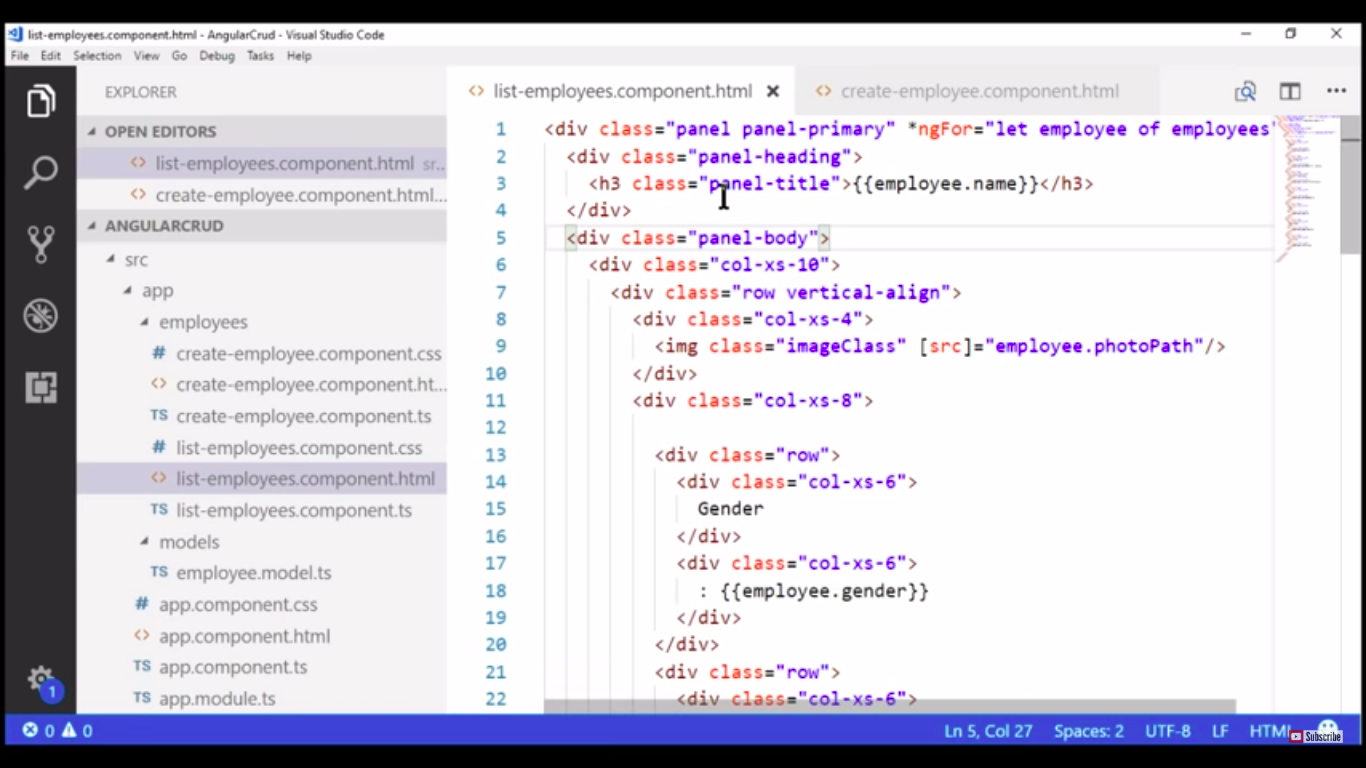 list-employees.component.html - AngularCrud - Visual Studio Code
File Edit Selection View Go Debug Tasks Help
EXPLORER
OPEN EDITORS
list-employees.component.html sr...
create-employee.component.html...
ANGULARCRUD
src
app
employees
# create-employee.component.css
<> create-employee.component.ht...
TS create-employee.component.ts
# list-employees.component.css
<> list-employees.component.html
TS list-employees.component.ts
models
TS employee.model.ts
# app.component.css
<> app.component.html
TS app.component.ts
TS app.module.ts
1
<> list-employees.component.html × <> create-employee.component.html ...
1 <div class="panel panel-primary" *ngFor="let employee of employees"
2 <div class="panel-heading">
3 <h3 class="panel-title">{{employee.name}}</h3>
4 </div>
5 <div class="panel-body">
6 <div class="col-xs-10">
7 <div class="row vertical-align">
8 <div class="col-xs-4">
9 <img class="imageClass" [src]="employee.photoPath"/>
10 </div>
11 <div class="col-xs-8">
12
13 <div class="row">
14 <div class="col-xs-6">
15 Gender
16 </div>
17 <div class="col-xs-6">
18 : {{employee.gender}}
19 </div>
20 </div>
21 <div class="row">
22 <div class="col-xs-6">
0 0 Ln 5, Col 27 Spaces: 2 UTF-8 LF HTML
Subscribe